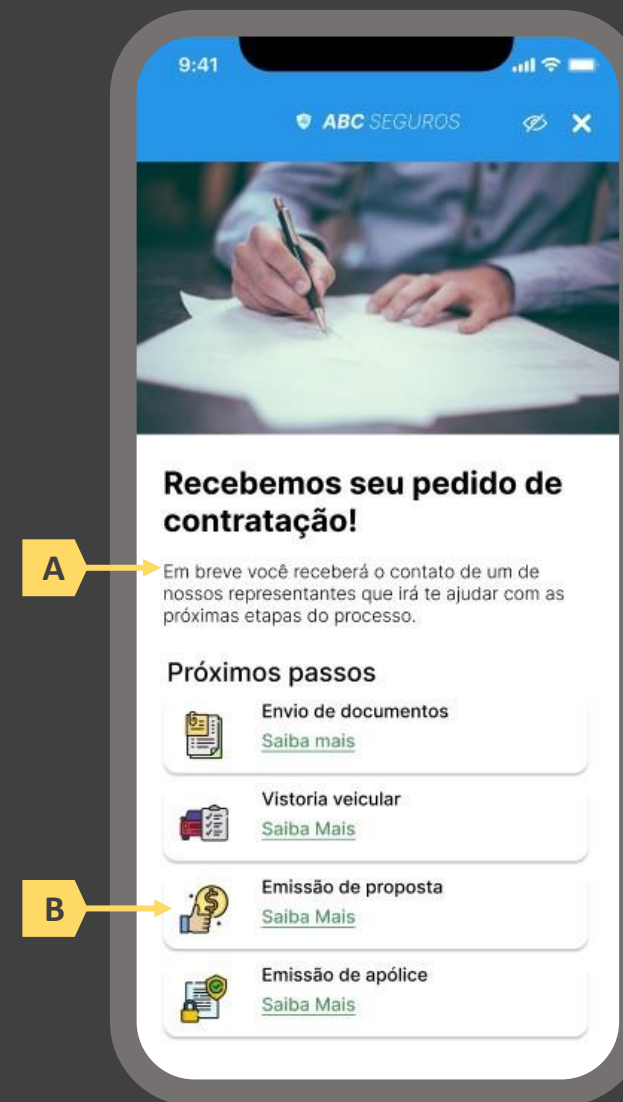 9:41
ABC SEGUROS
Recebemos seu pedido de
contratação!
A
Em breve você receberá o contato de um de
nossos representantes que irá te ajudar com as
próximas etapas do processo.
Próximos passos
Envio de documentos
Saiba mais
Vistoria veicular
Saiba Mais
B
Emissão de proposta
Saiba Mais
Emissão de apólice
Saiba Mais